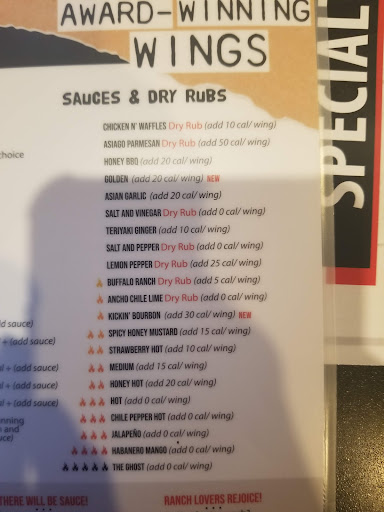 AWARD-WINNING
WINGS
SPECIAL
SAUCES & DRY RUBS
CHICKEN N' WAFFLES Dry Rub (add 10 cal/wing)
ASIAGO PARMESAN Dry Rub (add 50 cal/wing)
choice
HONEY BBQ (add 20 cal/wing)
GOLDEN (add 20 cal/wing) NEW
ASIAN GARLIC (add 20 cal/wing)
SALT AND VINEGAR Dry Rub (add 0 cal/wing)
TERIYAKI GINGER (add 10 cal/wing)
SALT AND PEPPER Dry Rub (add 0 cal/wing)
LEMON PEPPER Dry Rub (add 25 cal/wing)
BUFFALO RANCH Dry Rub (add 5 cal/wing)
ANCHO CHILE LIME Dry Rub (add 0 cal/wing)
KICKIN' BOURBON (add 30 cal/wing) NEW
dd sauce)
SPICY HONEY MUSTARD (add 15 cal/wing)
+ (add sauce)
STRAWBERRY HOT (add 10 cal/wing)
l + (add sauce)
MEDIUM (add 15 cal/wing)
l + (add sauce)
HONEY HOT (add 20 cal/wing)
l + (add sauce)
HOT (add 0 cal/wing)
CHILE PEPPER HOT (add 0 cal/wing)
nning
and
uce)
JALAPEÑO (add 0 cal/wing)
HABANERO MANGO (add 0 cal/wing)
THE GHOST (add 0 cal/wing)
THERE WILL BE SAUCE!
RANCH LOVERS REJOICE!